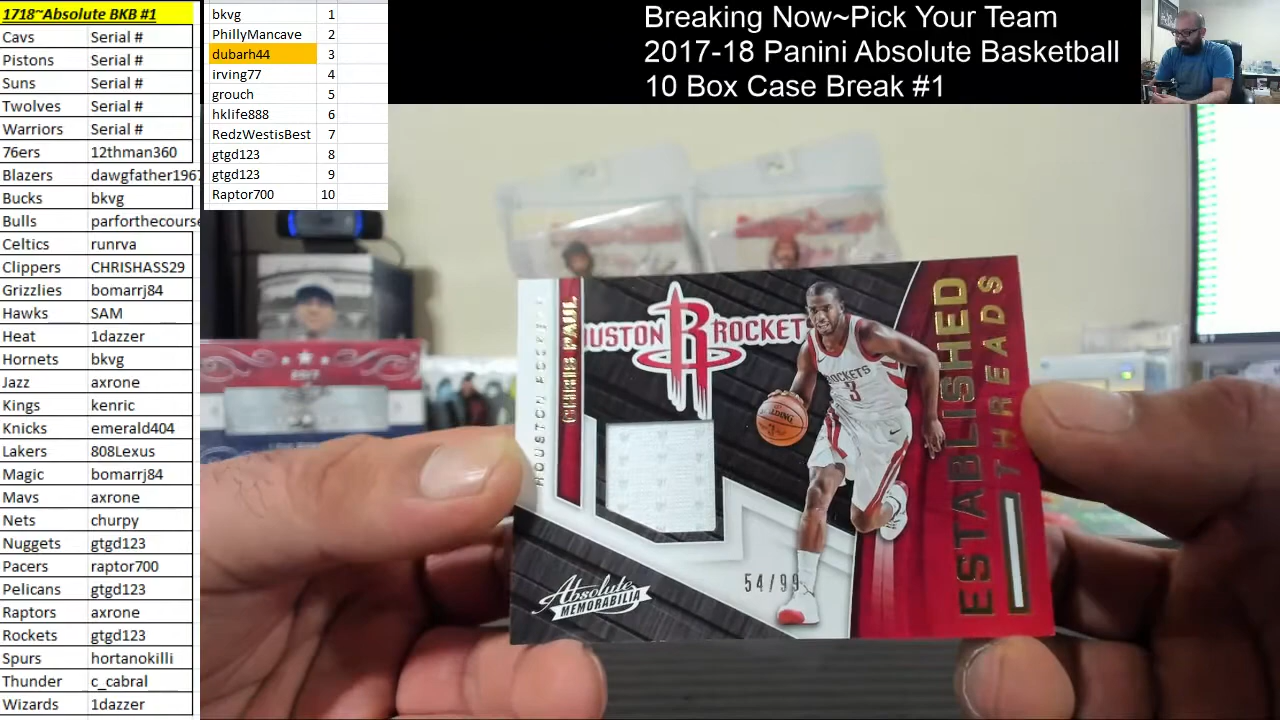 1718~Absolute BKB #1
Cavs Serial #
Pistons Serial #
Suns Serial #
Twolves Serial #
Warriors Serial #
76ers 12thman360
Blazers dawgfather1967
Bucks bkvg
Bulls parforthecourse
Celtics runrva
Clippers CHRISHASS29
Grizzlies bomarrj84
Hawks SAM
Heat 1dazzer
Hornets bkvg
Jazz axrone
Kings kenric
Knicks emerald404
Lakers 808Lexus
Magic bomarrj84
Mavs axrone
Nets churpy
Nuggets gtgd123
Pacers raptor700
Pelicans gtgd123
Raptors axrone
Rockets gtgd123
Spurs hortanokilli
Thunder c_cabral
Wizards 1dazzer
bkvg 1
PhillyMancave 2
dubarh44 3
irving77 4
grouch 5
hklife888 6
RedzWestisBest 7
gtgd123 8
gtgd123 9
Raptor700 10
Breaking Now~Pick Your Team
2017-18 Panini Absolute Basketball
10 Box Case Break #1
HOUSTON ROCKETS
CHRIS PAUL
USTON ROCKET
ROCKETS
3
ESTABLISHED
THREADS
54/99
Absolute
MEMORABILIA